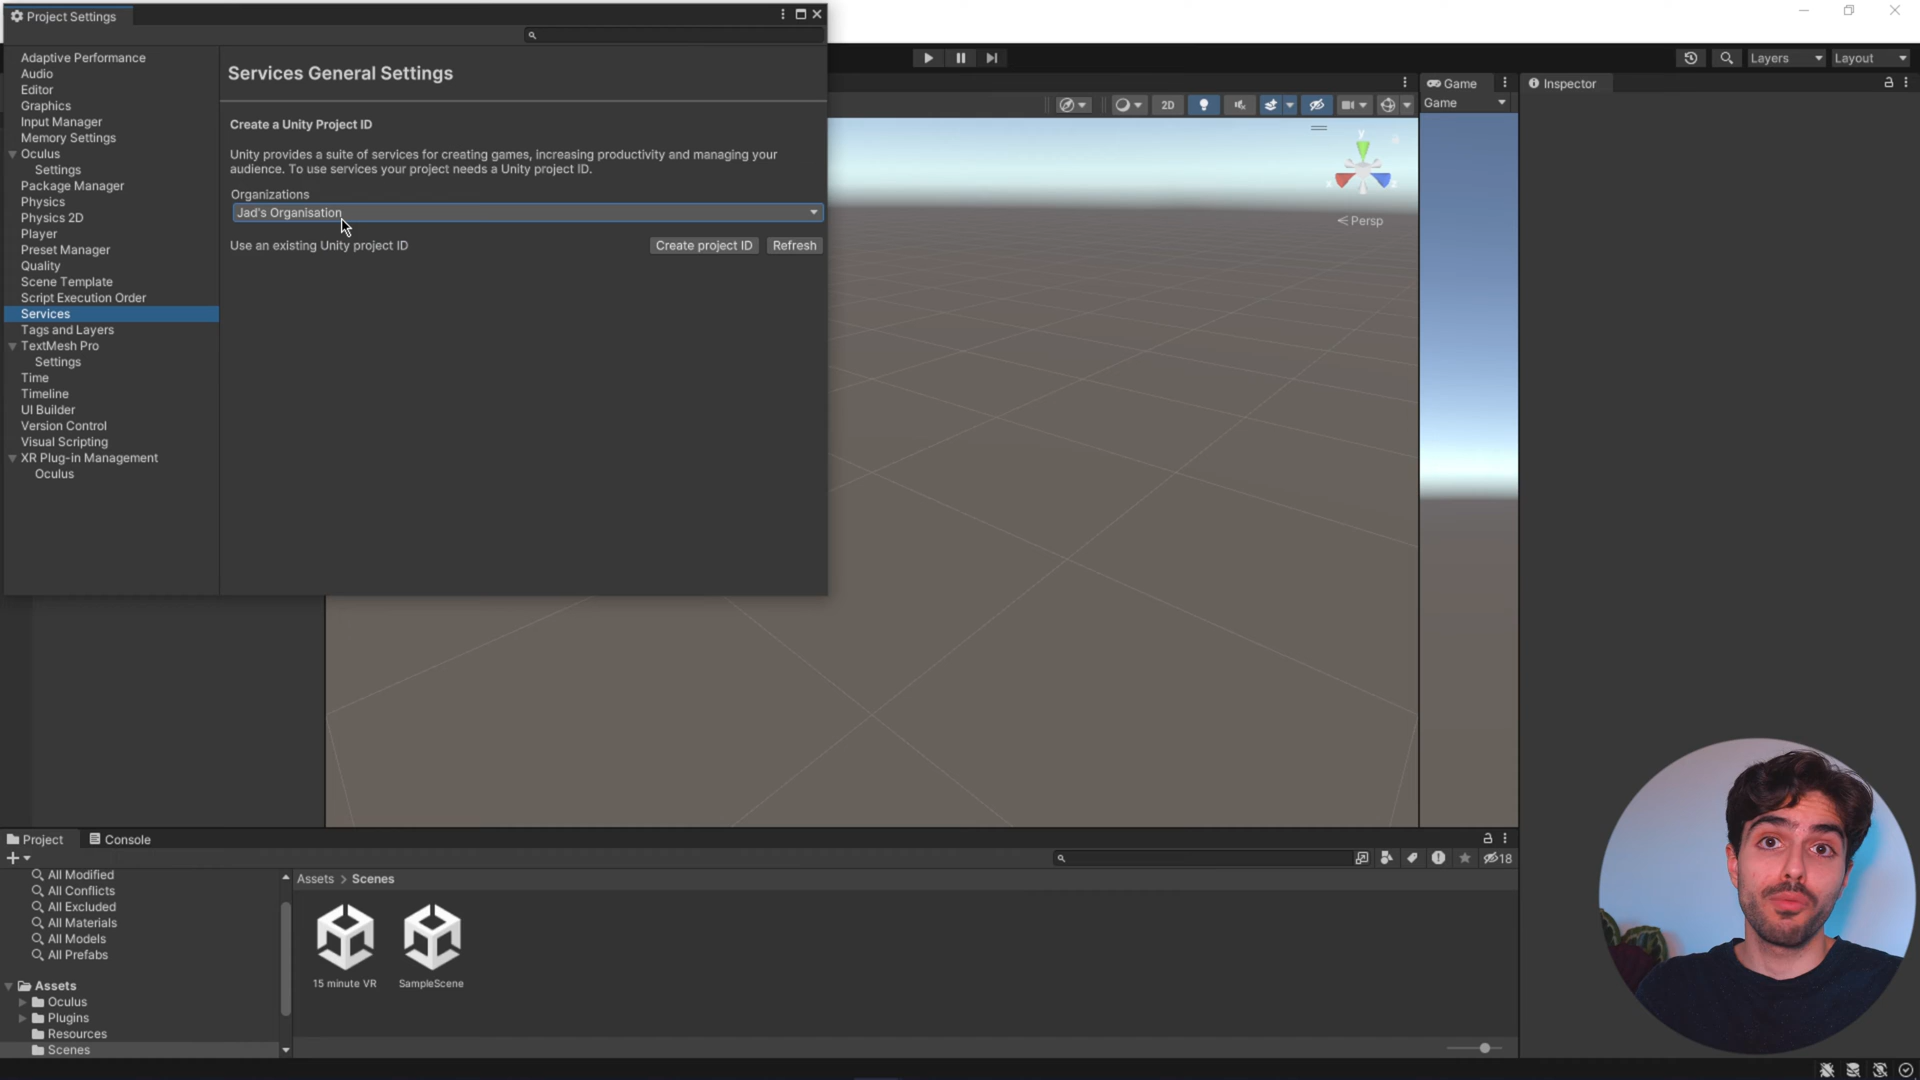 Project Settings
Adaptive Performance
Audio
Editor
Graphics
Input Manager
Memory Settings
Oculus
Settings
Package Manager
Physics
Physics 2D
Player
Preset Manager
Quality
Scene Template
Script Execution Order
Services
Tags and Layers
TextMesh Pro
Settings
Time
Timeline
UI Builder
Version Control
Visual Scripting
XR Plug-in Management
Oculus
Services General Settings
Create a Unity Project ID
Unity provides a suite of services for creating games, increasing productivity and managing your
audience. To use services your project needs a Unity project ID.
Organizations
Jad's Organisation
Use an existing Unity project ID
Create project ID
Refresh
Layers
Layout
2D
y
x
z
Persp
Game
Game
Inspector
Project
Console
18
All Modified
All Conflicts
All Excluded
All Materials
All Models
All Prefabs
Assets
Oculus
Plugins
Resources
Scenes
Assets > Scenes
15 minute VR
SampleScene